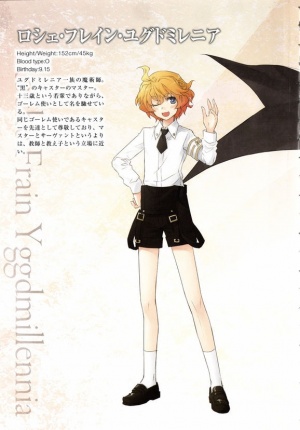 ロシェ・フレイン・ユグドミレニア
Height/Weight:152cm/45kg
Blood type:O
Birthday:9.15
ユグドミレニア一族の魔術師。
"黒"のキャスターのマスター。
十三歳という若輩でありながら、
ゴーレム使いとして名を馳せている。
同じゴーレム使いであるキャスター
を先達として尊敬しており、マ
スターとサーヴァントというより
は、教師と教え子という立場に近
い。
Frain Yggdmillennia